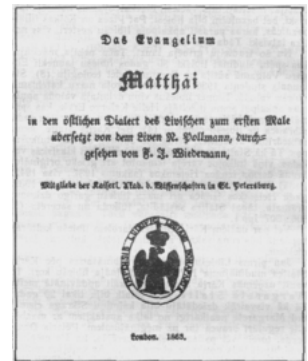 Das Evangelium
Matthäi
in den östlichen Dialect des Livischen zum ersten Male
übersetzt von dem Liven N. Pollmann, durch-
gesehen von F. J. Wiedemann,
Mitgliede der Kaiserl. Akad. d. Wissenschaften in St. Petersburg.
London. 1863.